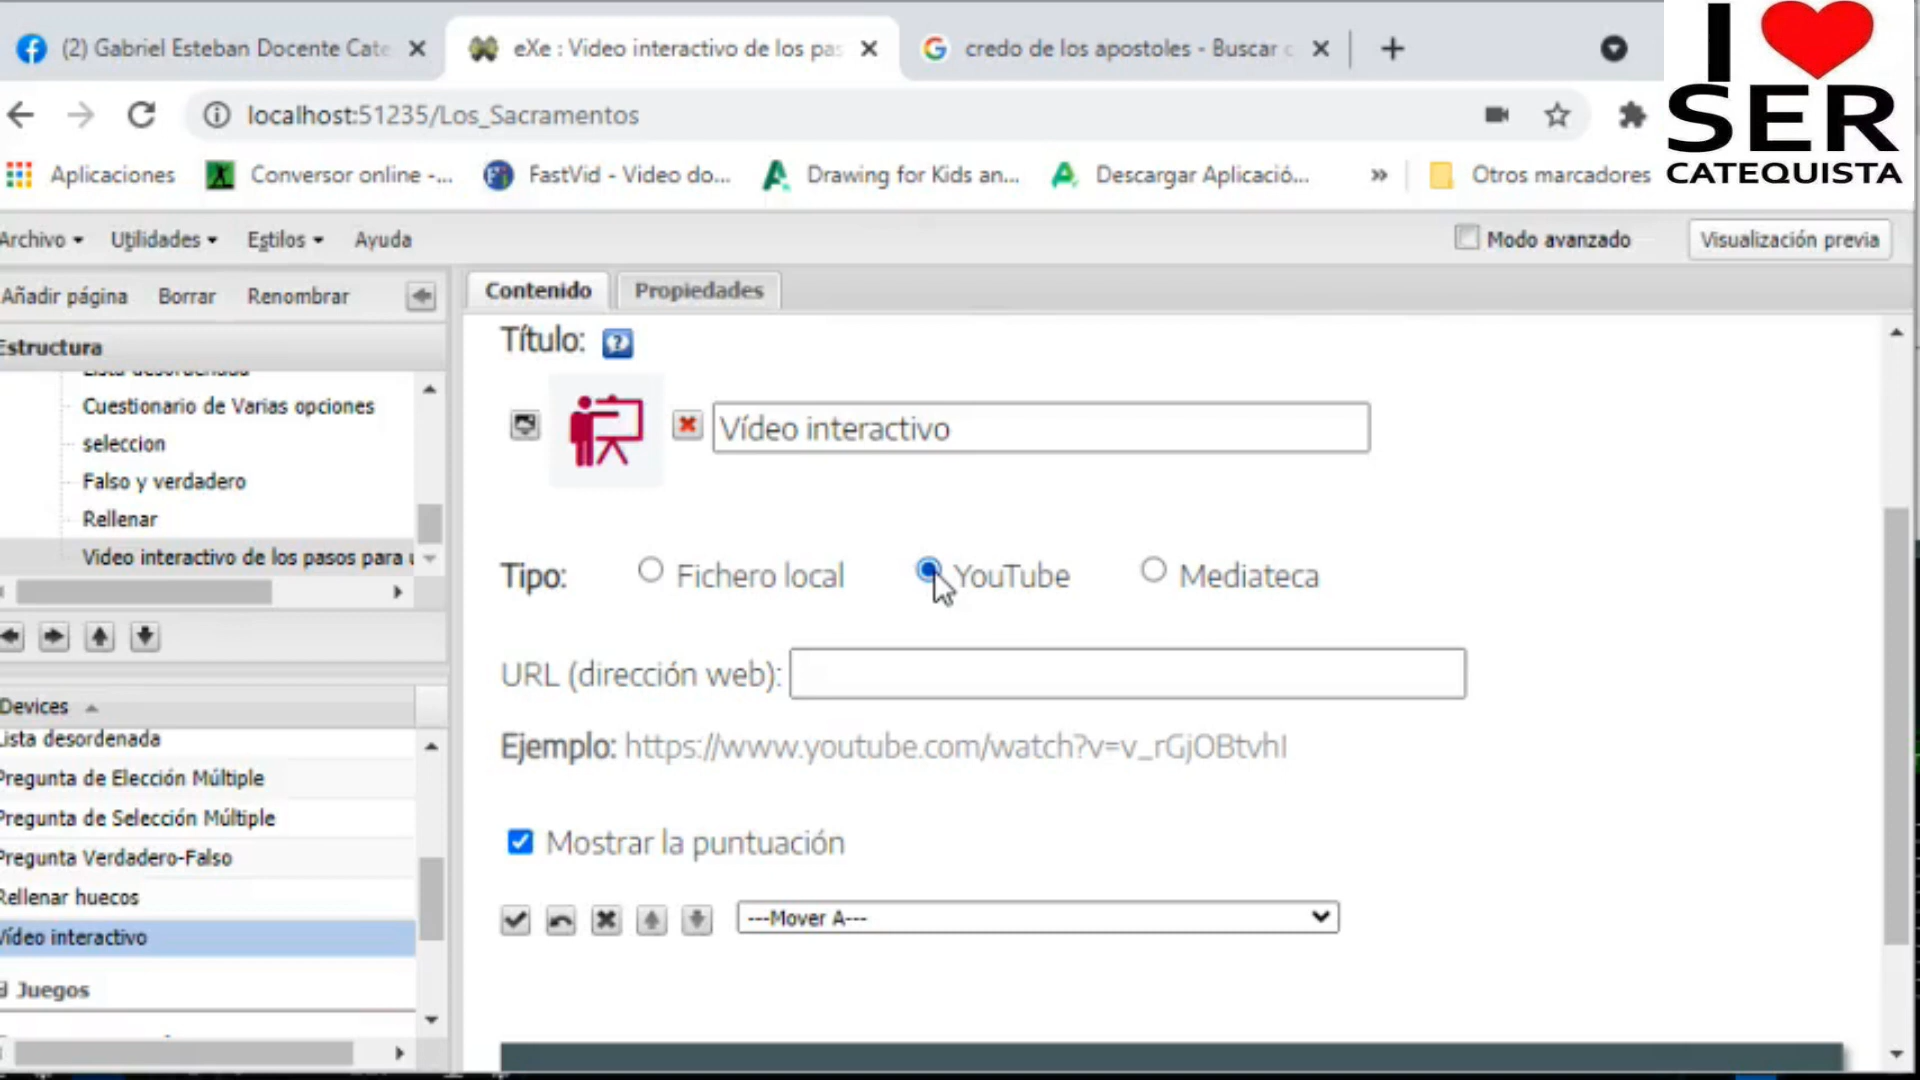 (2) Gabriel Esteban Docente Cate
eXe : Video interactivo de los pas
credo de los apostoles - Buscar c
I
SER
CATEQUISTA
localhost:51235/Los_Sacramentos
Aplicaciones
Conversor online -...
FastVid - Video do...
Drawing for Kids an...
Descargar Aplicació...
Otros marcadores
Archivo
Utilidades
Estilos
Ayuda
Modo avanzado
Visualización previa
Añadir página
Borrar
Renombrar
Contenido
Propiedades
Estructura
Lista desordenada
Cuestionario de Varias opciones
seleccion
Falso y verdadero
Rellenar
Video interactivo de los pasos para u
Devices
Lista desordenada
Pregunta de Elección Múltiple
Pregunta de Selección Múltiple
Pregunta Verdadero-Falso
Rellenar huecos
Vídeo interactivo
Juegos
Título:
Vídeo interactivo
Tipo:
Fichero local
YouTube
Mediateca
URL (dirección web):
Ejemplo: https://www.youtube.com/watch?v=v_rGjOBtvhI
Mostrar la puntuación
---Mover A---